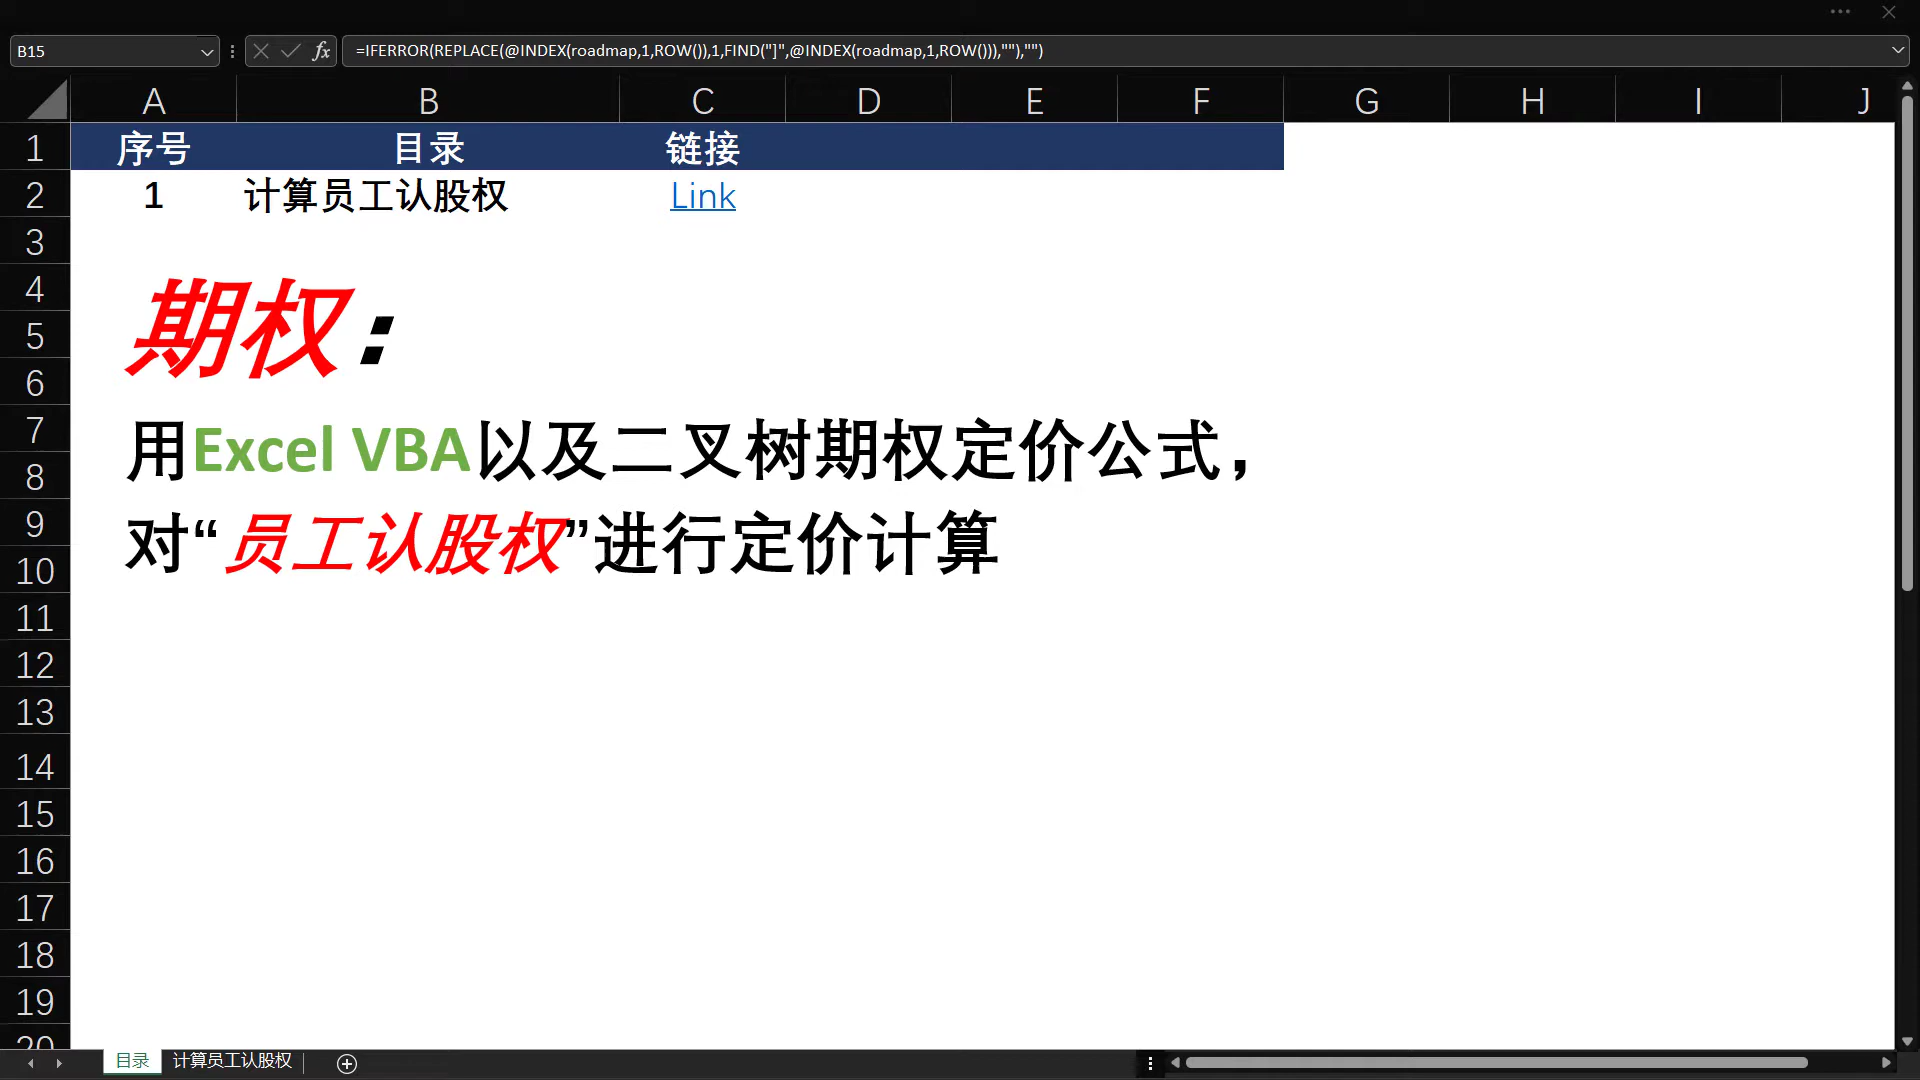 B15
=IFERROR(REPLACE(@INDEX(roadmap,1,ROW()),1,FIND("]",@INDEX(roadmap,1,ROW())),""),"")
A B C D E F G H I J
1 序号 目录 链接
2 1 计算员工认股权 Link
3
4
期权：
5
6
7
用Excel VBA以及二叉树期权定价公式，
8
9
对“员工认股权”进行定价计算
10
11
12
13
14
15
16
17
18
19
20
目录 计算员工认股权